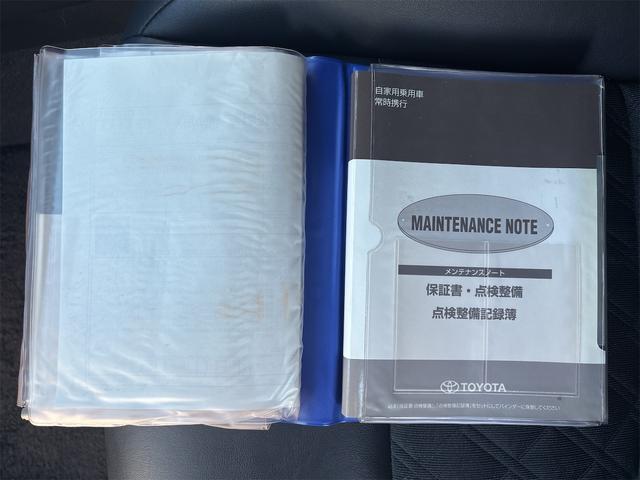 自家用乗用車
常時携行
MAINTENANCE NOTE
メンテナンスノート
保証書・点検整備
点検整備記録簿
TOYOTA